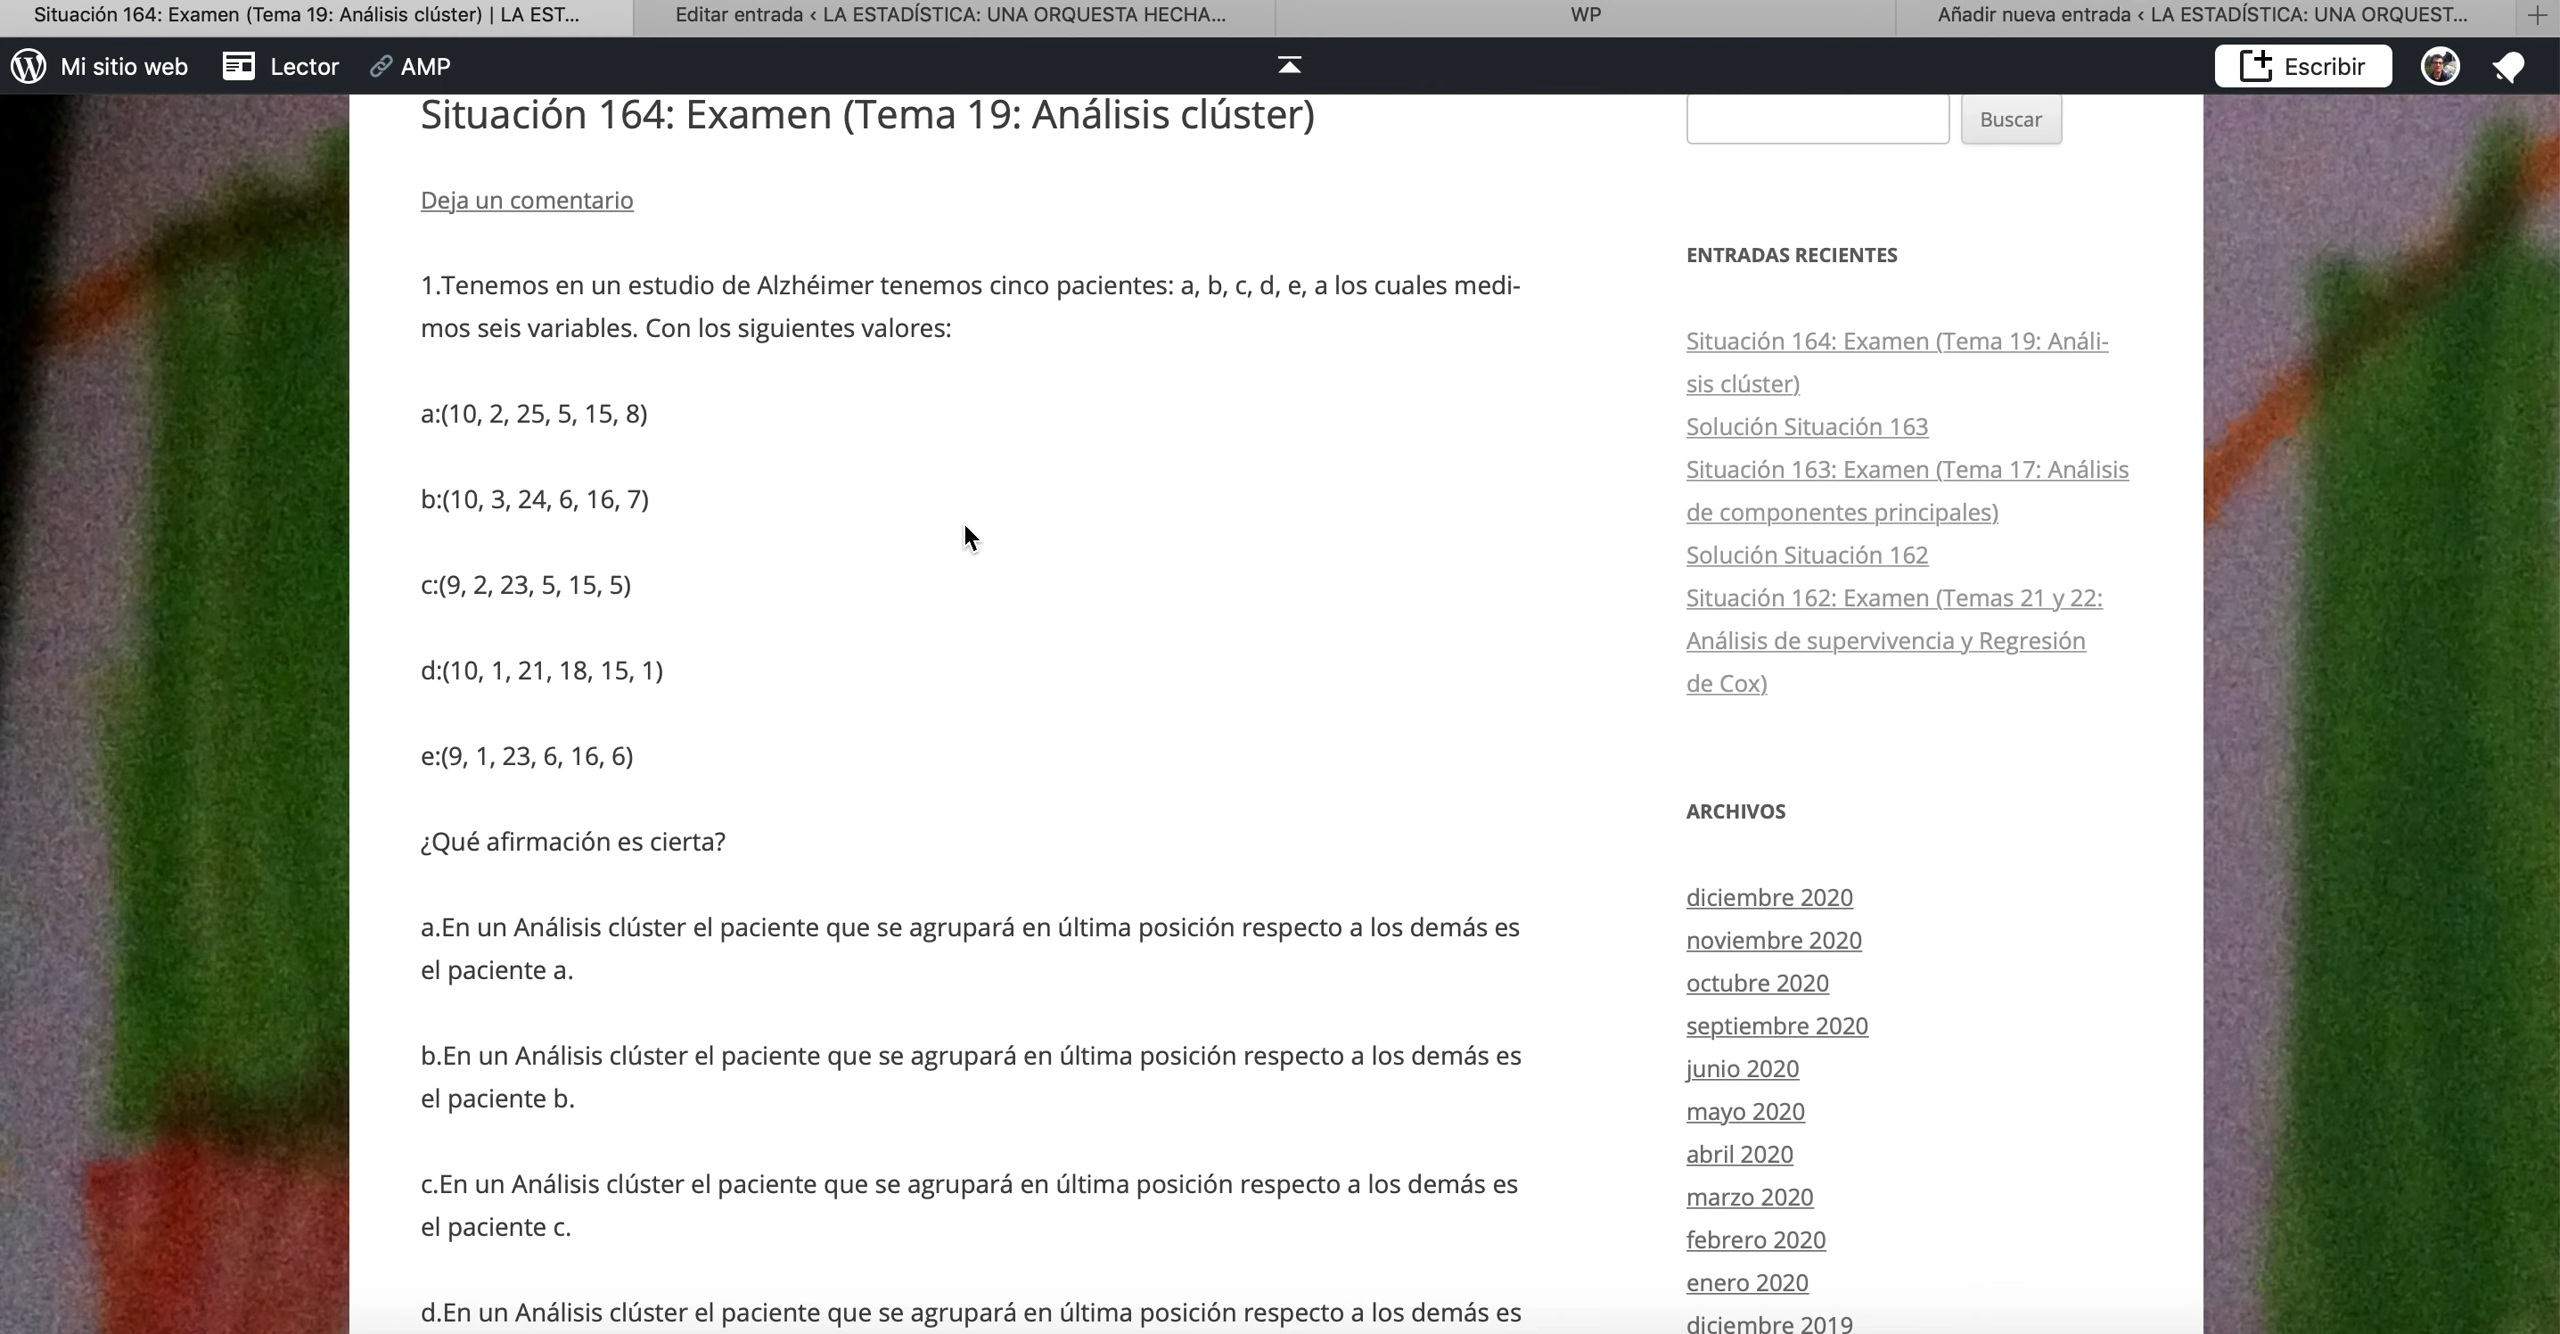 Situación 164: Examen (Tema 19: Análisis clúster) | LA EST...
Editar entrada ‹ LA ESTADÍSTICA: UNA ORQUESTA HECHA...
WP
Añadir nueva entrada ‹ LA ESTADÍSTICA: UNA ORQUEST...
Mi sitio web
Lector
AMP
Escribir
Situación 164: Examen (Tema 19: Análisis clúster)
Deja un comentario
1.Tenemos en un estudio de Alzhéimer tenemos cinco pacientes: a, b, c, d, e, a los cuales medi-
mos seis variables. Con los siguientes valores:
a:(10, 2, 25, 5, 15, 8)
b:(10, 3, 24, 6, 16, 7)
c:(9, 2, 23, 5, 15, 5)
d:(10, 1, 21, 18, 15, 1)
e:(9, 1, 23, 6, 16, 6)
¿Qué afirmación es cierta?
a.En un Análisis clúster el paciente que se agrupará en última posición respecto a los demás es
el paciente a.
b.En un Análisis clúster el paciente que se agrupará en última posición respecto a los demás es
el paciente b.
c.En un Análisis clúster el paciente que se agrupará en última posición respecto a los demás es
el paciente c.
d.En un Análisis clúster el paciente que se agrupará en última posición respecto a los demás es
Buscar
ENTRADAS RECIENTES
Situación 164: Examen (Tema 19: Análi-
sis clúster)
Solución Situación 163
Situación 163: Examen (Tema 17: Análisis
de componentes principales)
Solución Situación 162
Situación 162: Examen (Temas 21 y 22:
Análisis de supervivencia y Regresión
de Cox)
ARCHIVOS
diciembre 2020
noviembre 2020
octubre 2020
septiembre 2020
junio 2020
mayo 2020
abril 2020
marzo 2020
febrero 2020
enero 2020
diciembre 2019